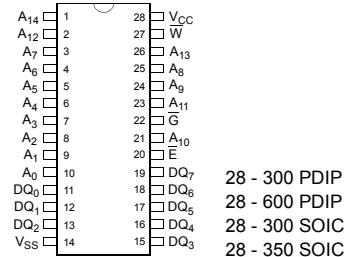 A14 1 28 VCC
A12 2 27 W̅
A7 3 26 A13
A6 4 25 A8
A5 5 24 A9
A4 6 23 A11
A3 7 22 G̅
A2 8 21 A10
A1 9 20 E̅
A0 10 19 DQ7
DQ0 11 18 DQ6
DQ1 12 17 DQ5
DQ2 13 16 DQ4
VSS 14 15 DQ3
28 - 300 PDIP
28 - 600 PDIP
28 - 300 SOIC
28 - 350 SOIC